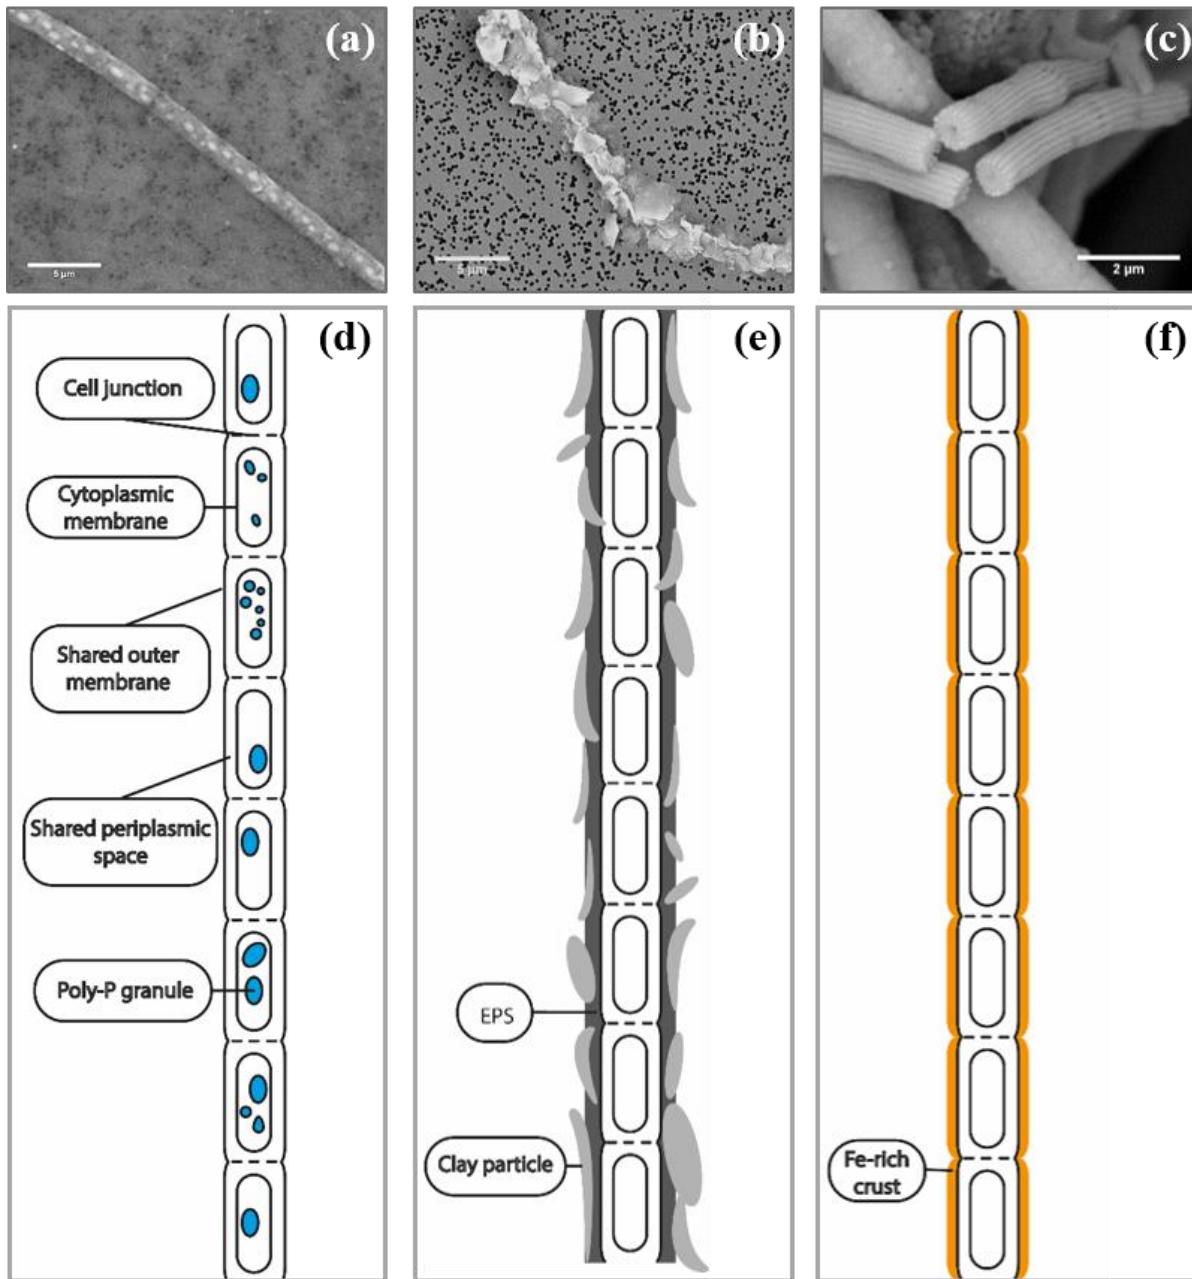 (a)
(b)
(c)
5 µm
5 µm
2 µm
(d)
(e)
(f)
Cell junction
Cytoplasmic
membrane
Shared outer
membrane
Shared periplasmic
space
Poly-P granule
EPS
Clay particle
Fe-rich
crust